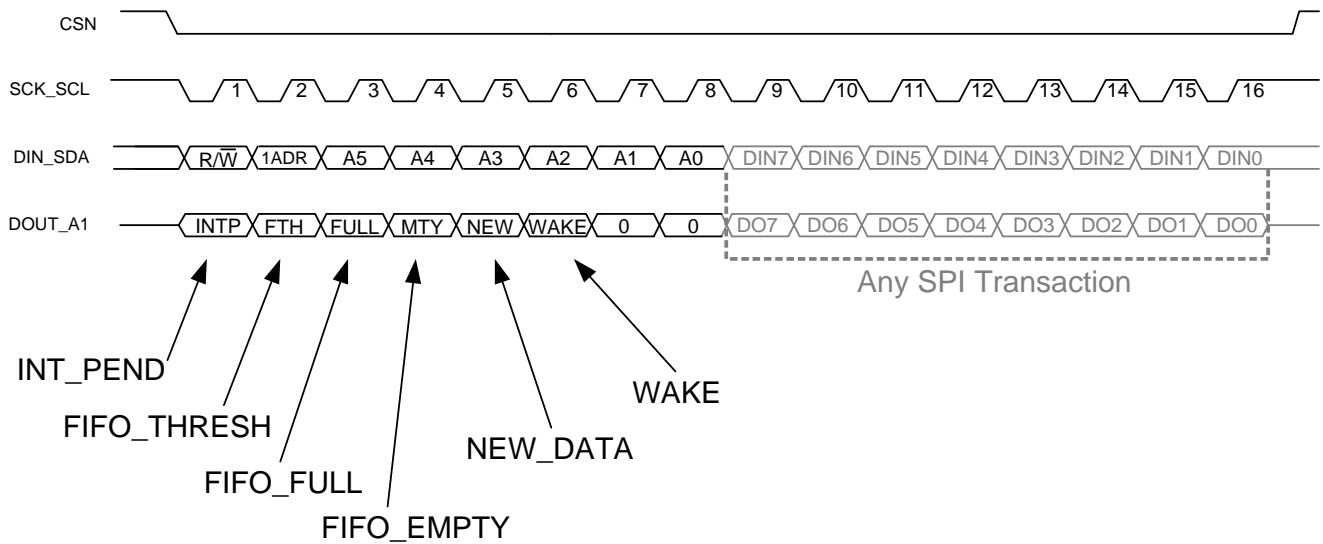 CSN
SCK_SCL 1 2 3 4 5 6 7 8 9 10 11 12 13 14 15 16
DIN_SDA R/W̅ 1ADR A5 A4 A3 A2 A1 A0 DIN7 DIN6 DIN5 DIN4 DIN3 DIN2 DIN1 DIN0
DOUT_A1 INTP FTH FULL MTY NEW WAKE 0 0 DO7 DO6 DO5 DO4 DO3 DO2 DO1 DO0
Any SPI Transaction
INT_PEND
WAKE
FIFO_THRESH
NEW_DATA
FIFO_FULL
FIFO_EMPTY